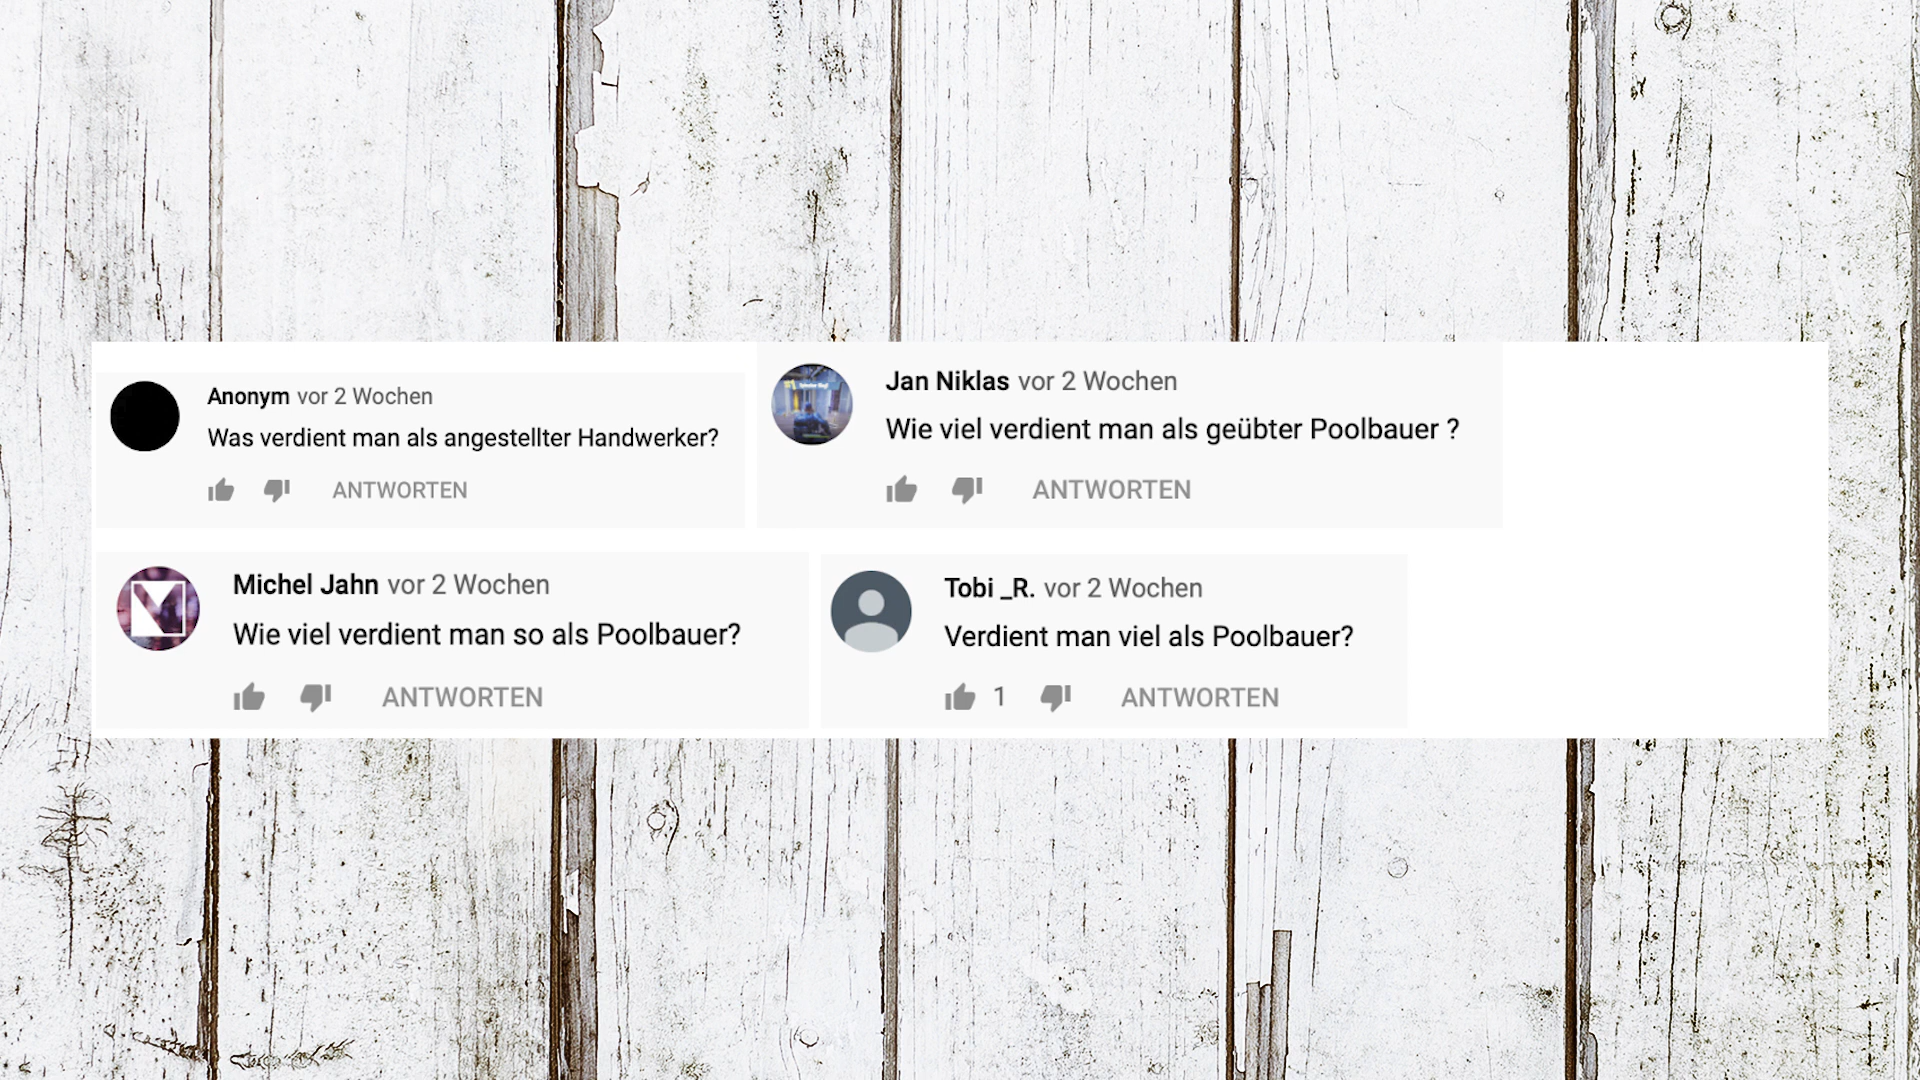 Anonym vor 2 Wochen
Was verdient man als angestellter Handwerker?
ANTWORTEN
Jan Niklas vor 2 Wochen
Wie viel verdient man als geübter Poolbauer ?
ANTWORTEN
Michel Jahn vor 2 Wochen
Wie viel verdient man so als Poolbauer?
ANTWORTEN
Tobi _R. vor 2 Wochen
Verdient man viel als Poolbauer?
1 ANTWORTEN